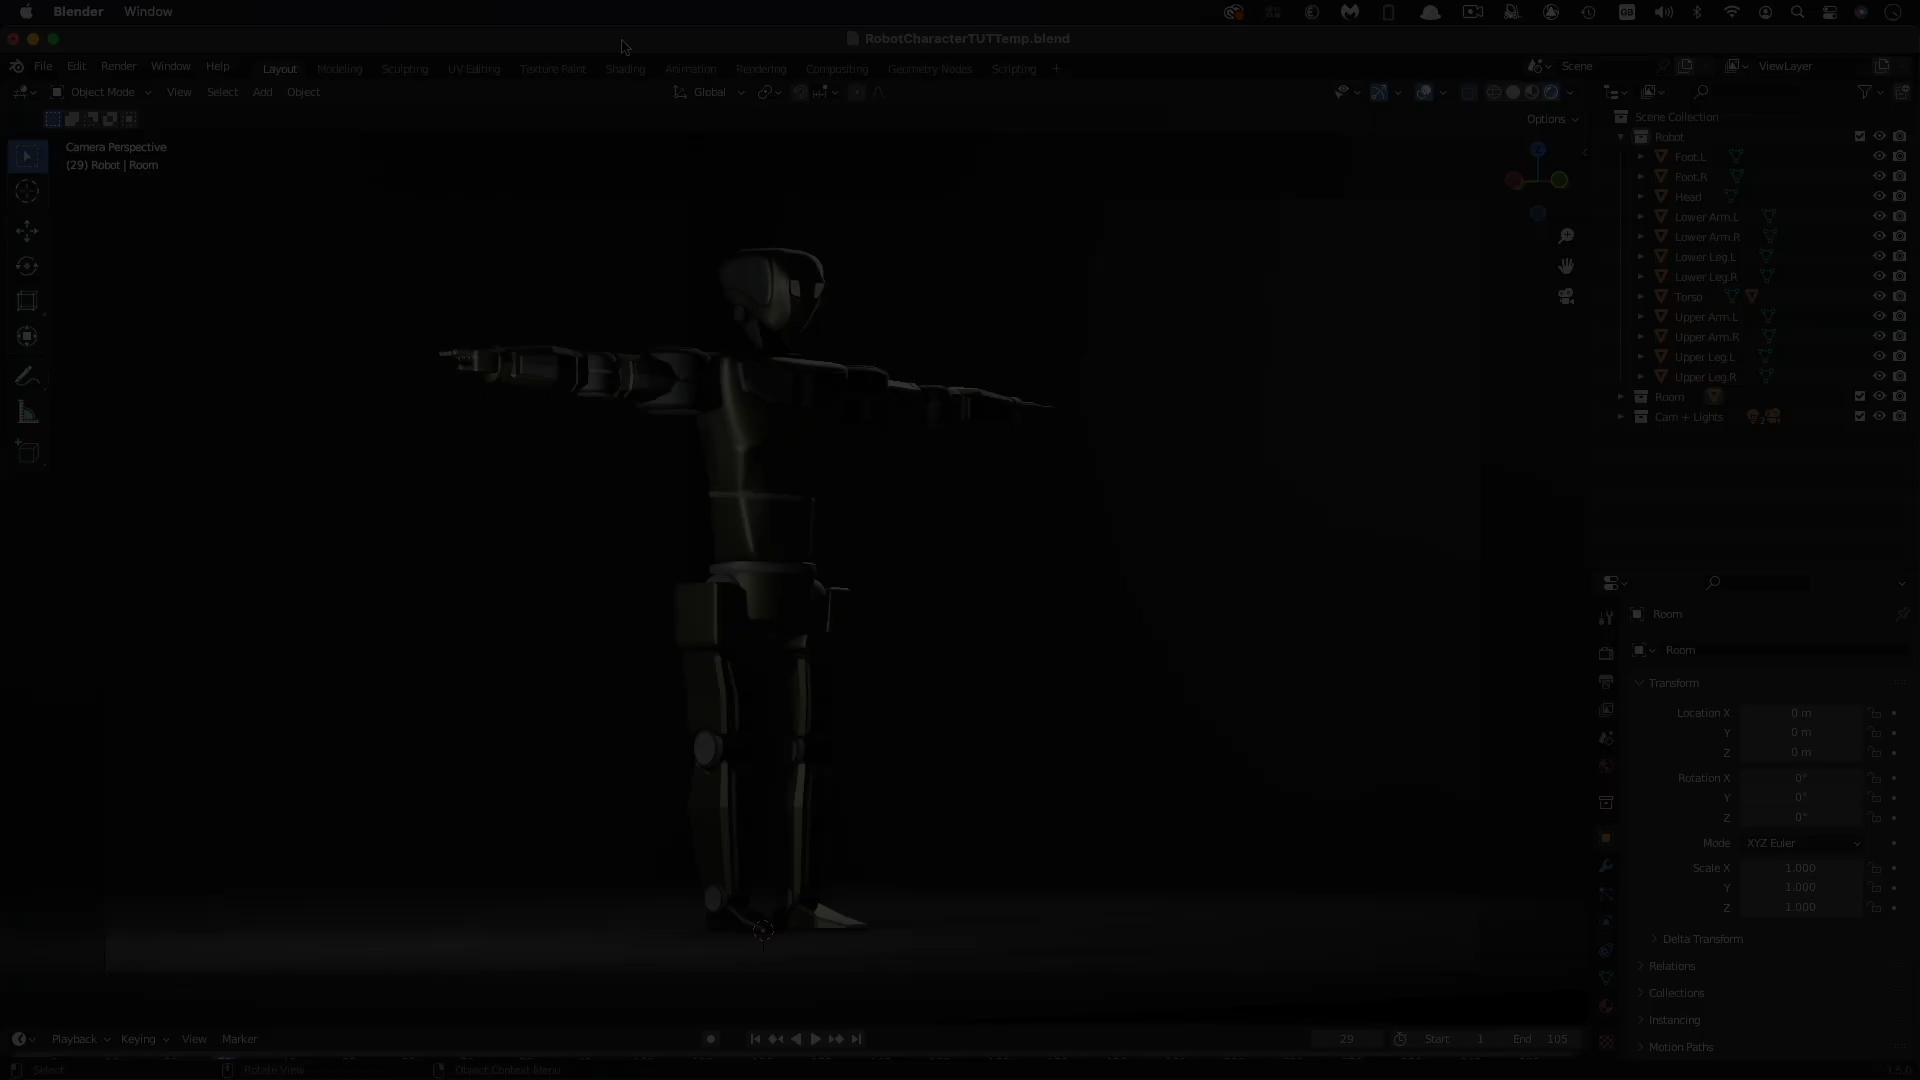 Blender Window
RobotCharacterTUTTemp.blend
File Edit Render Window Help Layout Modeling Sculpting UV Editing Texture Paint Shading Animation Rendering Compositing Geometry Nodes Scripting + Scene ViewLayer
Object Mode View Select Add Object Global
Options
Camera Perspective
(29) Robot | Room
Z
Scene Collection
Robot
Foot.L
Foot.R
Head
Lower Arm.L
Lower Arm.R
Lower Leg.L
Lower Leg.R
Torso
Upper Arm.L
Upper Arm.R
Upper Leg.L
Upper Leg.R
Room
Cam + Lights 2
Room
Room
Transform
Location X 0 m
Y 0 m
Z 0 m
Rotation X 0°
Y 0°
Z 0°
Mode XYZ Euler
Scale X 1.000
Y 1.000
Z 1.000
Delta Transform
Relations
Collections
Instancing
Motion Paths
Playback Keying View Marker 29 Start 1 End 105
Select Rotate View Object Context Menu